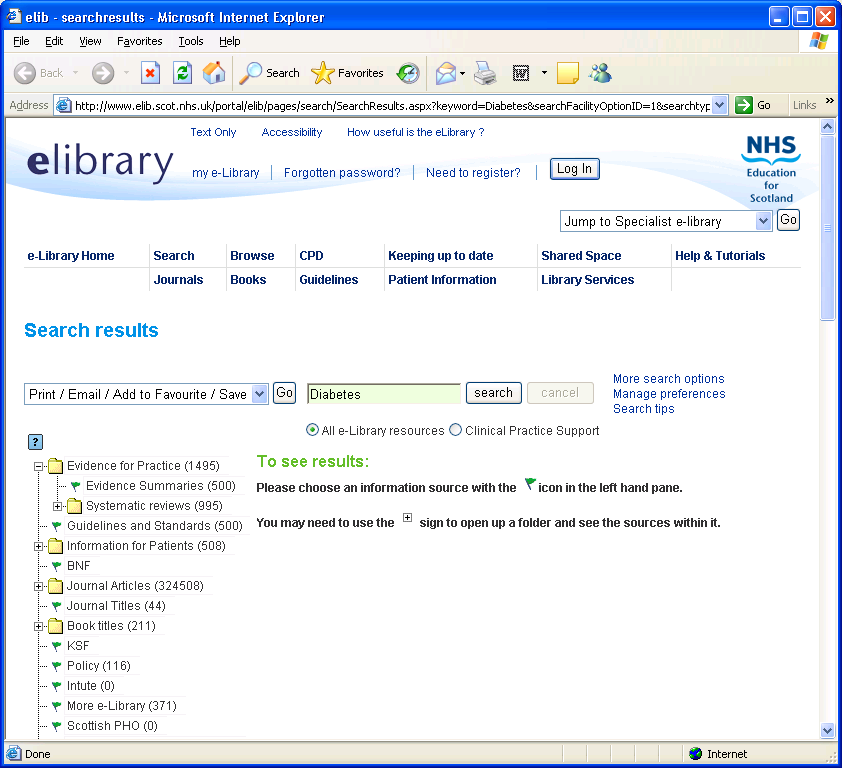 elib - searchresults - Microsoft Internet Explorer
File Edit View Favorites Tools Help
Back Search Favorites
Address http://www.elib.scot.nhs.uk/portal/elib/pages/search/SearchResults.aspx?keyword=Diabetes&searchFacilityOptionID=1&searchtyp Go Links »
Text Only Accessibility How useful is the eLibrary ?
elibrary
my e-Library Forgotten password? Need to register? Log In
NHS
Education
for
Scotland
Jump to Specialist e-library Go
e-Library Home Search Browse CPD Keeping up to date Shared Space Help & Tutorials
Journals Books Guidelines Patient Information Library Services
Search results
Print / Email / Add to Favourite / Save Go Diabetes search cancel
More search options
Manage preferences
Search tips
All e-Library resources Clinical Practice Support
?
To see results:
Please choose an information source with the icon in the left hand pane.
You may need to use the sign to open up a folder and see the sources within it.
Evidence for Practice (1495)
Evidence Summaries (500)
Systematic reviews (995)
Guidelines and Standards (500)
Information for Patients (508)
BNF
Journal Articles (324508)
Journal Titles (44)
Book titles (211)
KSF
Policy (116)
Intute (0)
More e-Library (371)
Scottish PHO (0)
Done Internet